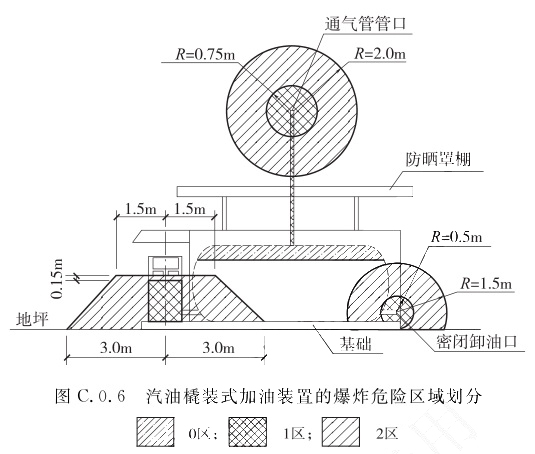 通气管管口
R=0.75m
R=2.0m
防晒罩棚
1.5m
1.5m
R=0.5m
0.15m
R=1.5m
地坪
3.0m
3.0m
基础
密闭卸油口
图 C.0.6 汽油橇装式加油装置的爆炸危险区域划分
0区; 1区; 2区